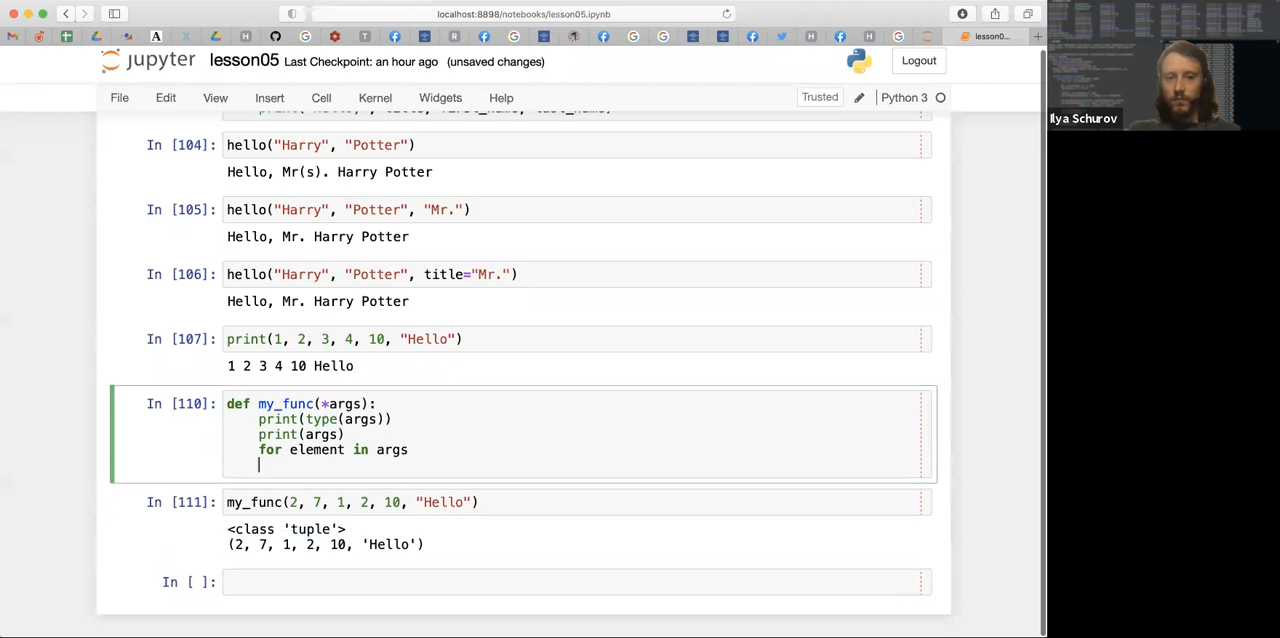 localhost:8898/notebooks/lesson05.ipynb
lesson0...
jupyter lesson05 Last Checkpoint: an hour ago (unsaved changes)
Logout
File Edit View Insert Cell Kernel Widgets Help
Trusted Python 3
Ilya Schurov
In [104]: hello("Harry", "Potter")
Hello, Mr(s). Harry Potter
In [105]: hello("Harry", "Potter", "Mr.")
Hello, Mr. Harry Potter
In [106]: hello("Harry", "Potter", title="Mr.")
Hello, Mr. Harry Potter
In [107]: print(1, 2, 3, 4, 10, "Hello")
1 2 3 4 10 Hello
In [110]: def my_func(*args):
print(type(args))
print(args)
for element in args
In [111]: my_func(2, 7, 1, 2, 10, "Hello")
<class 'tuple'>
(2, 7, 1, 2, 10, 'Hello')
In [ ]: